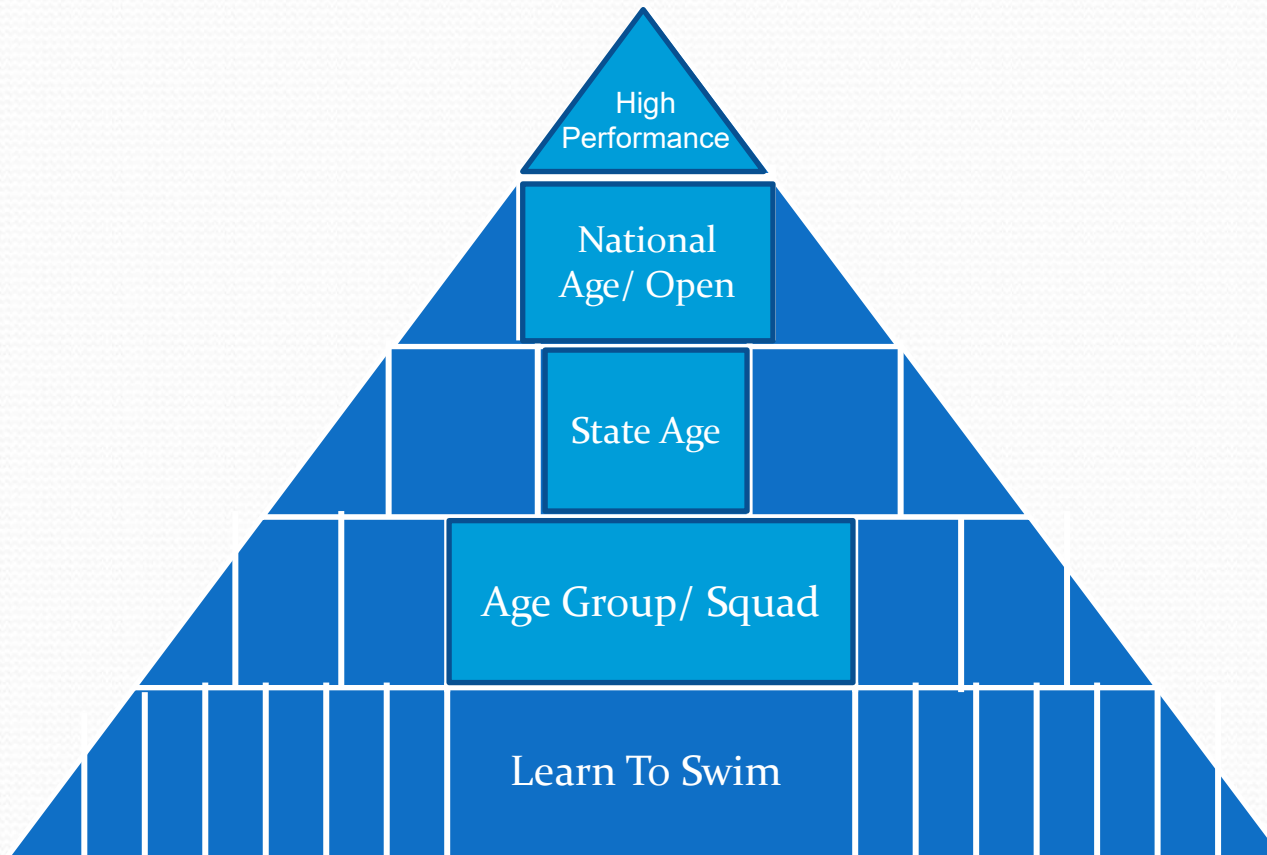 High
Performance
National
Age/ Open
State Age
Age Group/ Squad
Learn To Swim